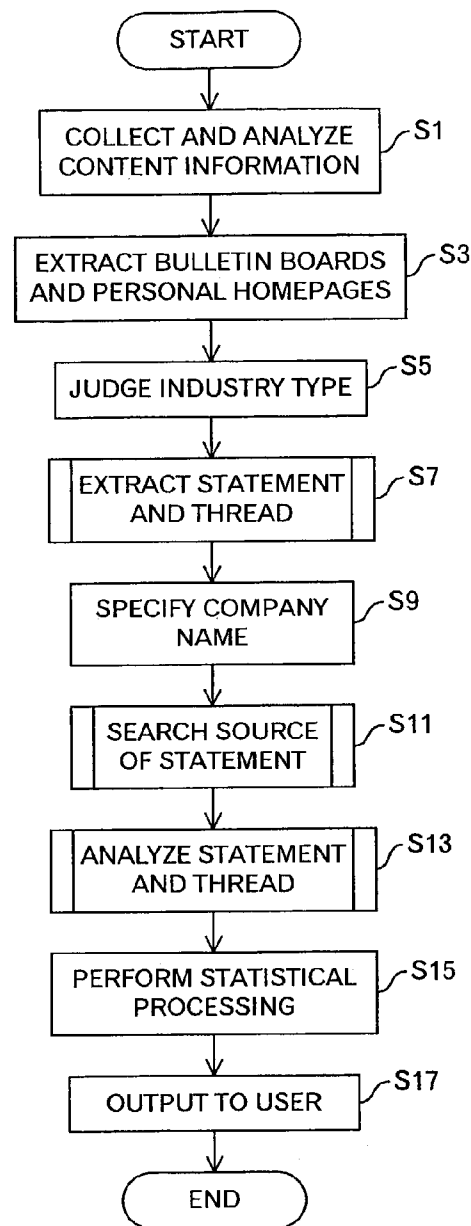 START
COLLECT AND ANALYZE
CONTENT INFORMATION
S1
EXTRACT BULLETIN BOARDS
AND PERSONAL HOMEPAGES
S3
JUDGE INDUSTRY TYPE
S5
EXTRACT STATEMENT
AND THREAD
S7
SPECIFY COMPANY
NAME
S9
SEARCH SOURCE
OF STATEMENT
S11
ANALYZE STATEMENT
AND THREAD
S13
PERFORM STATISTICAL
PROCESSING
S15
OUTPUT TO USER
S17
END